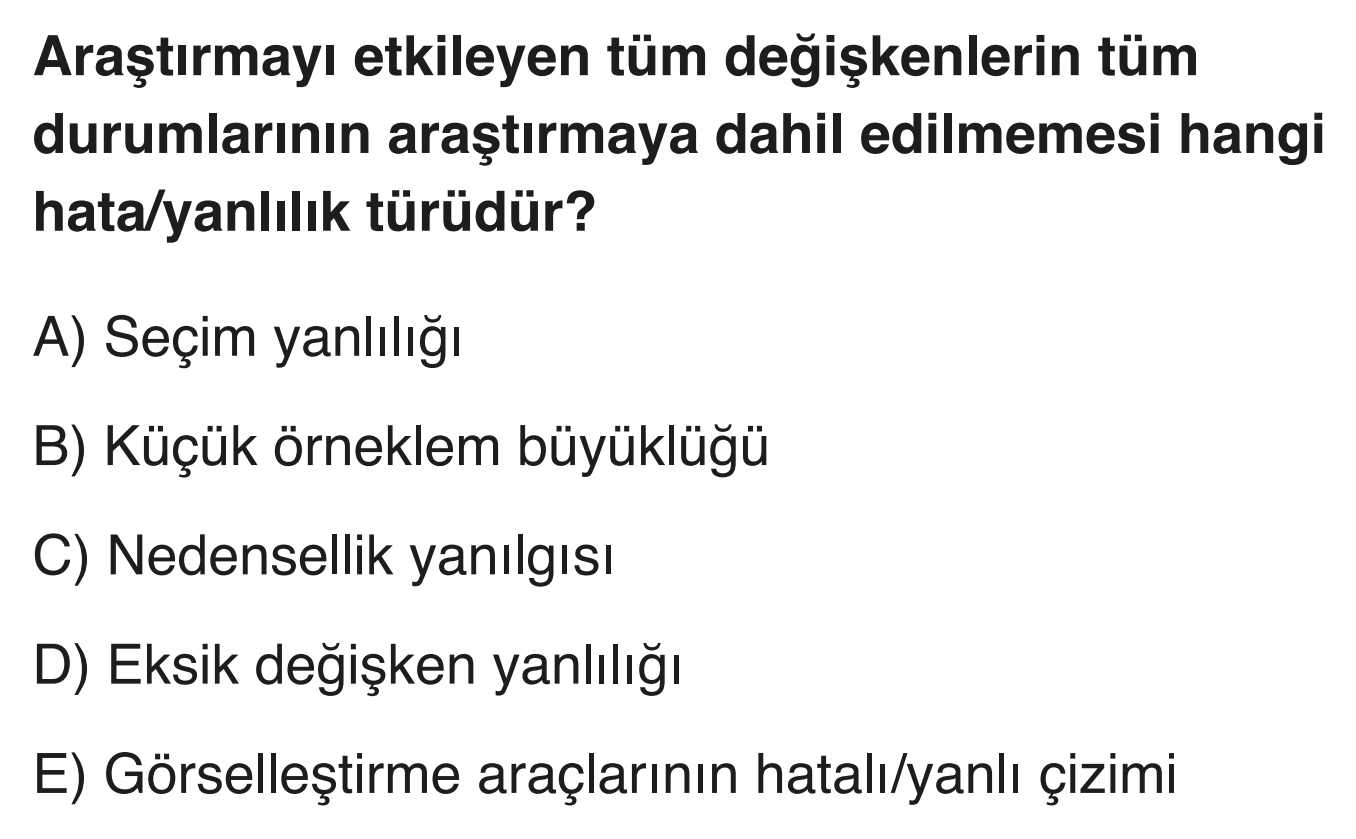 Araştırmayı etkileyen tüm değişkenlerin tüm
durumlarının araştırmaya dahil edilmemesi hangi
hata/yanlılık türüdür?
A) Seçim yanlılığı
B) Küçük örneklem büyüklüğü
C) Nedensellik yanılgısı
D) Eksik değişken yanlılığı
E) Görselleştirme araçlarının hatalı/yanlı çizimi